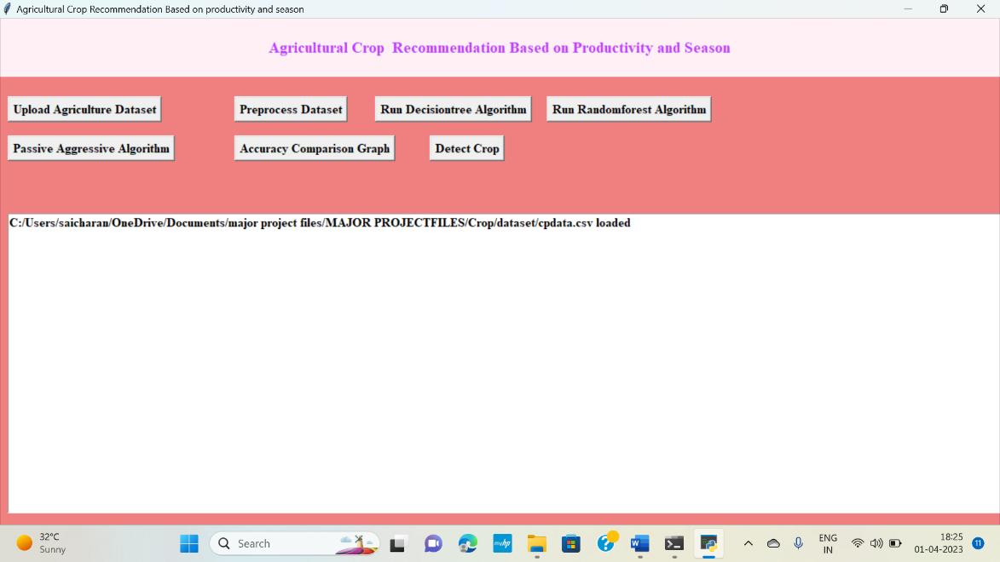 Agricultural Crop Recommendation Based on productivity and season
Agricultural Crop  Recommendation Based on Productivity and Season
Upload Agriculture Dataset
Preprocess Dataset
Run Decisiontree Algorithm
Run Randomforest Algorithm
Passive Aggressive Algorithm
Accuracy Comparison Graph
Detect Crop
C:/Users/saicharan/OneDrive/Documents/major project files/MAJOR PROJECTFILES/Crop/dataset/cpdata.csv loaded
32°C
Sunny
Search
myhp
ENG
IN
18:25
01-04-2023
11